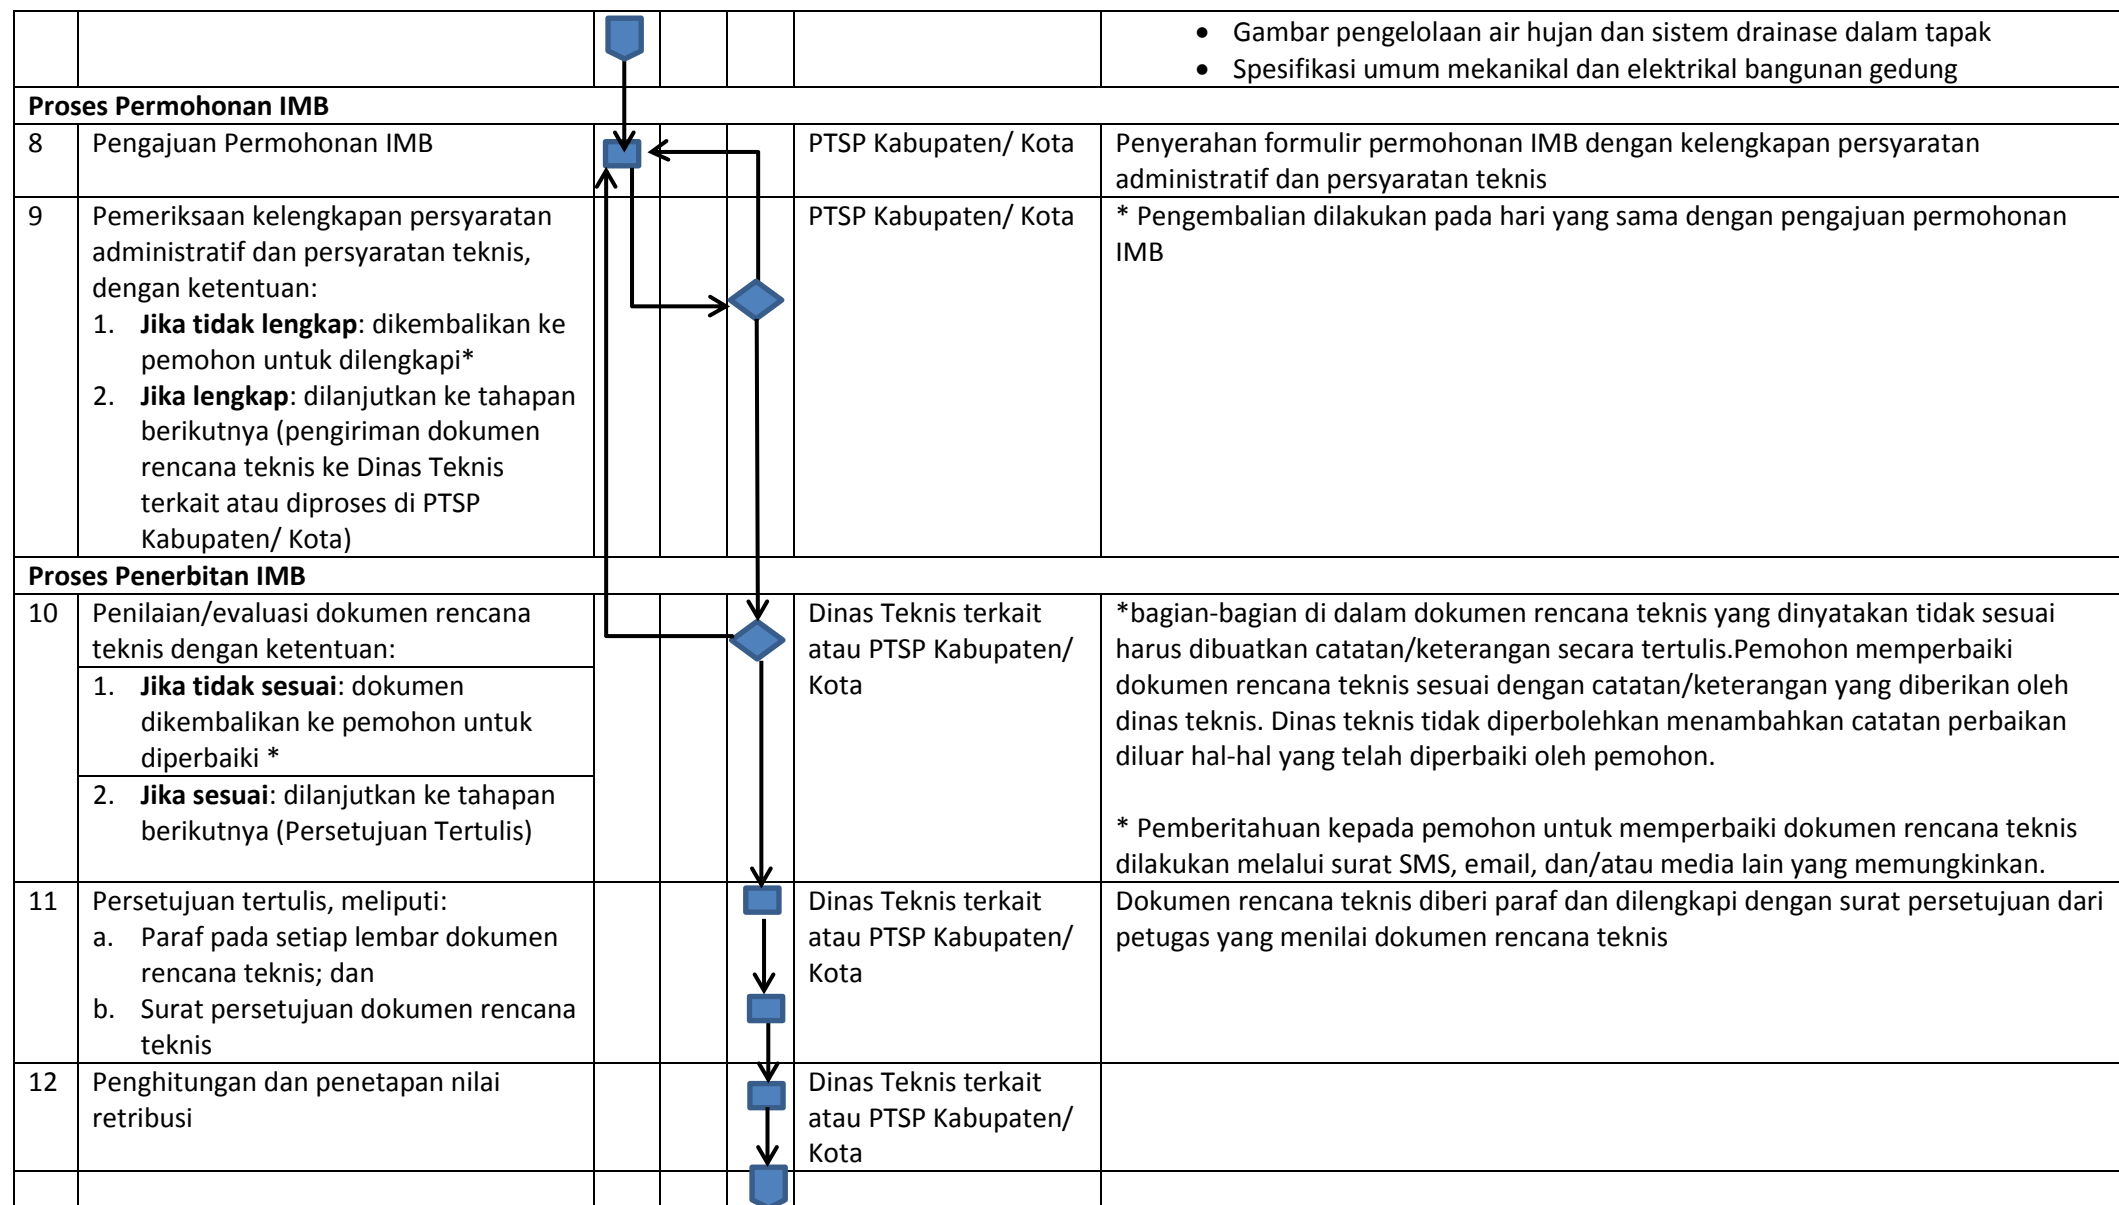 • Gambar pengelolaan air hujan dan sistem drainase dalam tapak
• Spesifikasi umum mekanikal dan elektrikal bangunan gedung
Proses Permohonan IMB
8
Pengajuan Permohonan IMB
PTSP Kabupaten/ Kota
Penyerahan formulir permohonan IMB dengan kelengkapan persyaratan
administratif dan persyaratan teknis
9
Pemeriksaan kelengkapan persyaratan
administratif dan persyaratan teknis,
dengan ketentuan:
1. Jika tidak lengkap: dikembalikan ke
pemohon untuk dilengkapi*
2. Jika lengkap: dilanjutkan ke tahapan
berikutnya (pengiriman dokumen
rencana teknis ke Dinas Teknis
terkait atau diproses di PTSP
Kabupaten/ Kota)
PTSP Kabupaten/ Kota
* Pengembalian dilakukan pada hari yang sama dengan pengajuan permohonan
IMB
Proses Penerbitan IMB
10
Penilaian/evaluasi dokumen rencana
teknis dengan ketentuan:
1. Jika tidak sesuai: dokumen
dikembalikan ke pemohon untuk
diperbaiki *
2. Jika sesuai: dilanjutkan ke tahapan
berikutnya (Persetujuan Tertulis)
Dinas Teknis terkait
atau PTSP Kabupaten/
Kota
*bagian-bagian di dalam dokumen rencana teknis yang dinyatakan tidak sesuai
harus dibuatkan catatan/keterangan secara tertulis.Pemohon memperbaiki
dokumen rencana teknis sesuai dengan catatan/keterangan yang diberikan oleh
dinas teknis. Dinas teknis tidak diperbolehkan menambahkan catatan perbaikan
diluar hal-hal yang telah diperbaiki oleh pemohon.
* Pemberitahuan kepada pemohon untuk memperbaiki dokumen rencana teknis
dilakukan melalui surat SMS, email, dan/atau media lain yang memungkinkan.
11
Persetujuan tertulis, meliputi:
a. Paraf pada setiap lembar dokumen
rencana teknis; dan
b. Surat persetujuan dokumen rencana
teknis
Dinas Teknis terkait
atau PTSP Kabupaten/
Kota
Dokumen rencana teknis diberi paraf dan dilengkapi dengan surat persetujuan dari
petugas yang menilai dokumen rencana teknis
12
Penghitungan dan penetapan nilai
retribusi
Dinas Teknis terkait
atau PTSP Kabupaten/
Kota